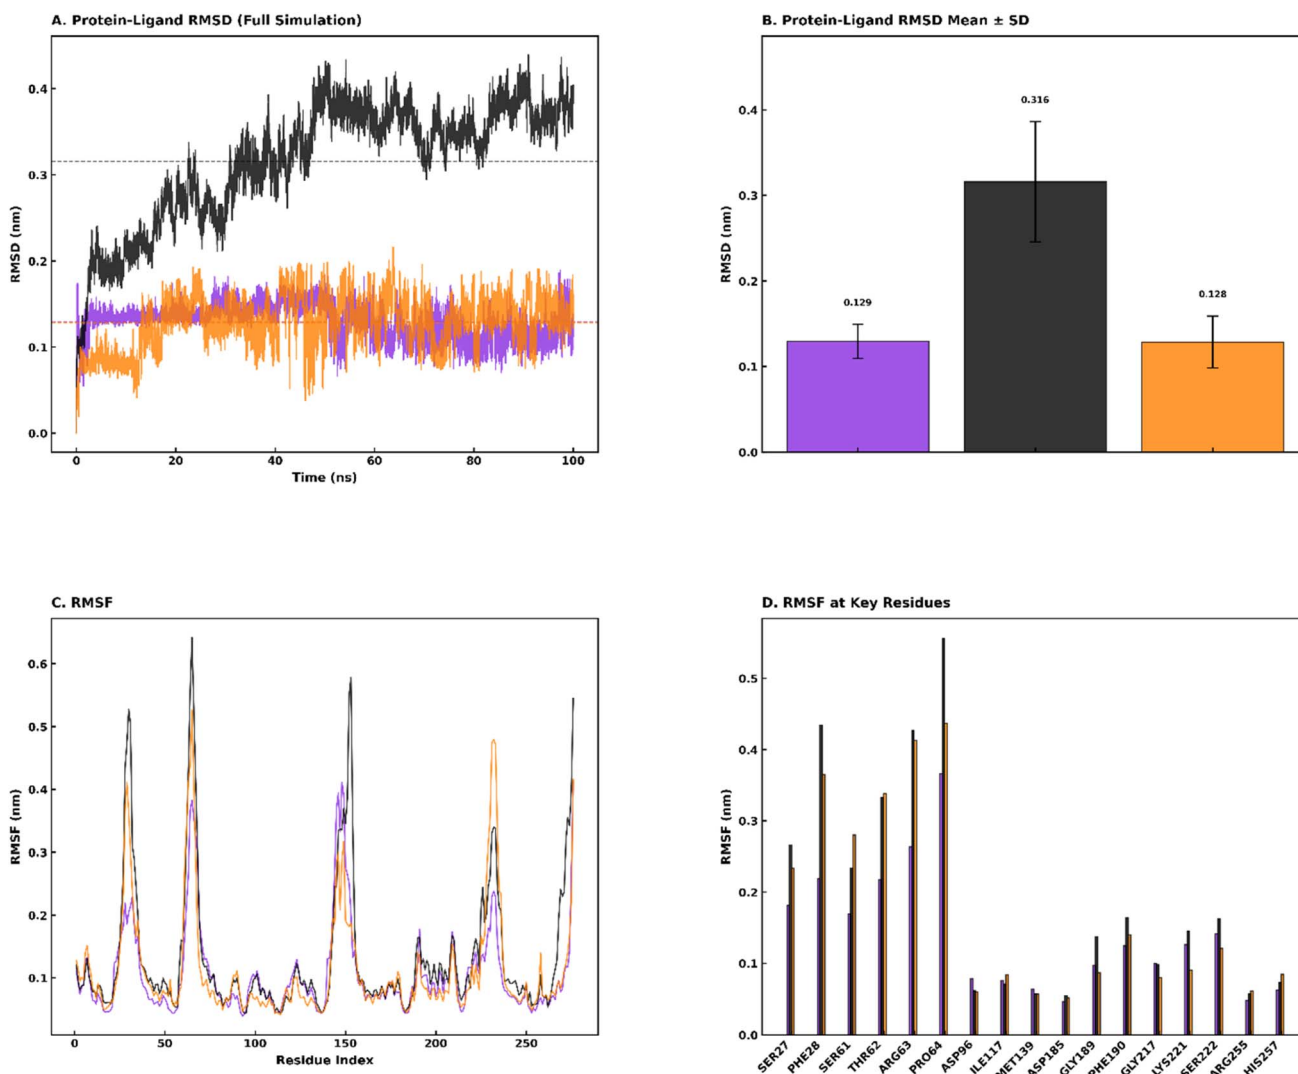 A. Protein-Ligand RMSD (Full Simulation)
RMSD (nm)
0.4
0.3
0.2
0.1
0.0
0
20
40
60
80
100
Time (ns)
B. Protein-Ligand RMSD Mean ± SD
RMSD (nm)
0.4
0.3
0.2
0.1
0.0
0.129
0.316
0.128
C. RMSF
RMSF (nm)
0.6
0.5
0.4
0.3
0.2
0.1
0
50
100
150
200
250
Residue Index
D. RMSF at Key Residues
RMSF (nm)
0.5
0.4
0.3
0.2
0.1
0.0
SER27
PHE28
SER61
THR62
ARG63
PRO64
ASP96
ILE117
MET139
ASP185
GLY189
PHE190
GLY217
LYS221
SER222
ARG255
HIS257